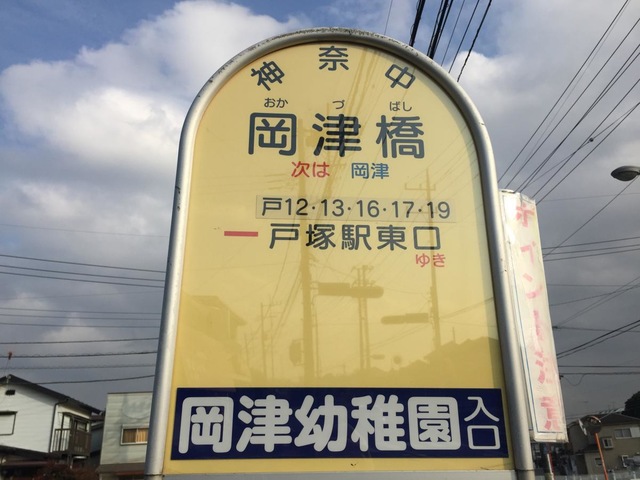 神奈中
おか づ ばし
岡津橋
次は 岡津
戸12・13・16・17・19
戸塚駅東口
ゆき
岡津幼稚園入口